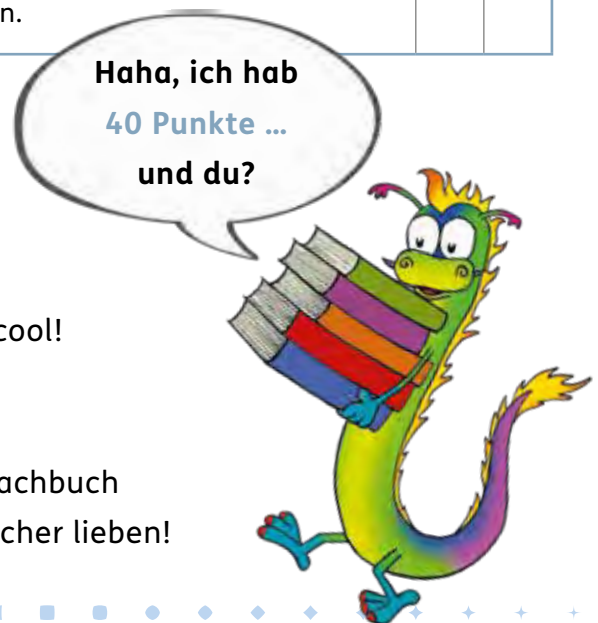 n.
Haha, ich hab
40 Punkte ...
und du?
cool!
achbuch
cher lieben!